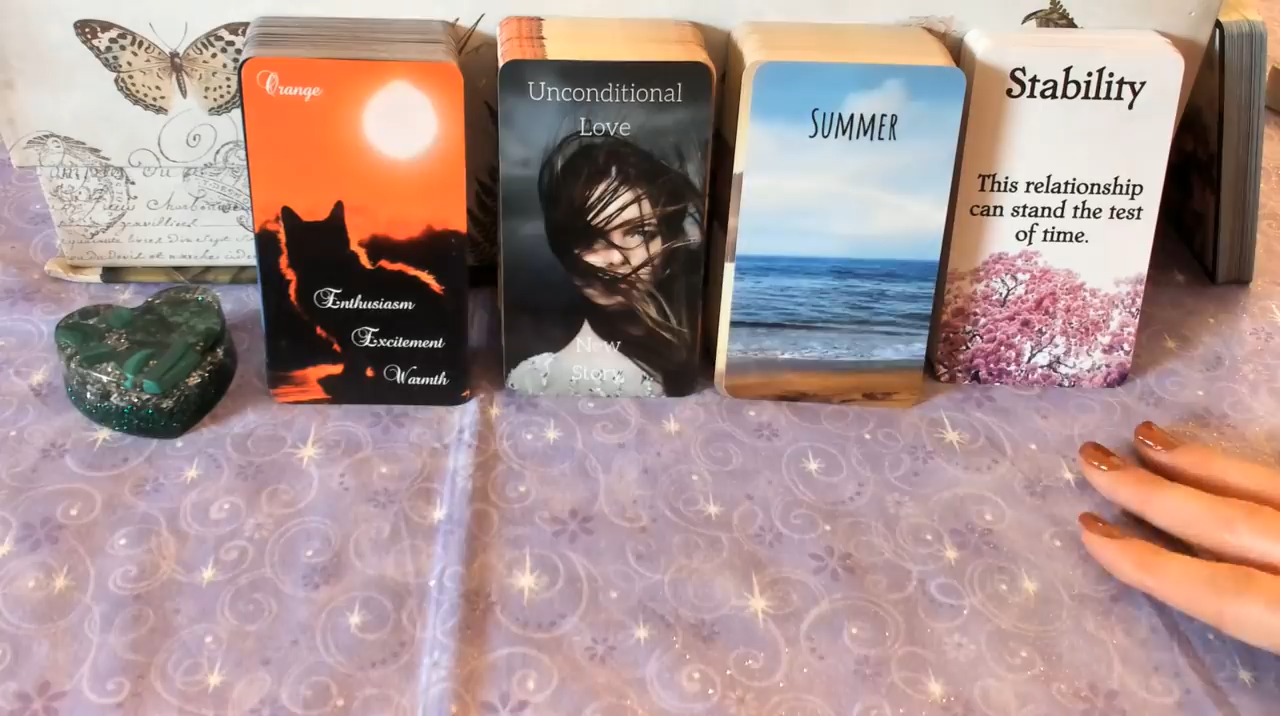 Orange
Enthusiasm
Excitement
Warmth
Unconditional
Love
New
Story
SUMMER
Stability
This relationship
can stand the test
of time.